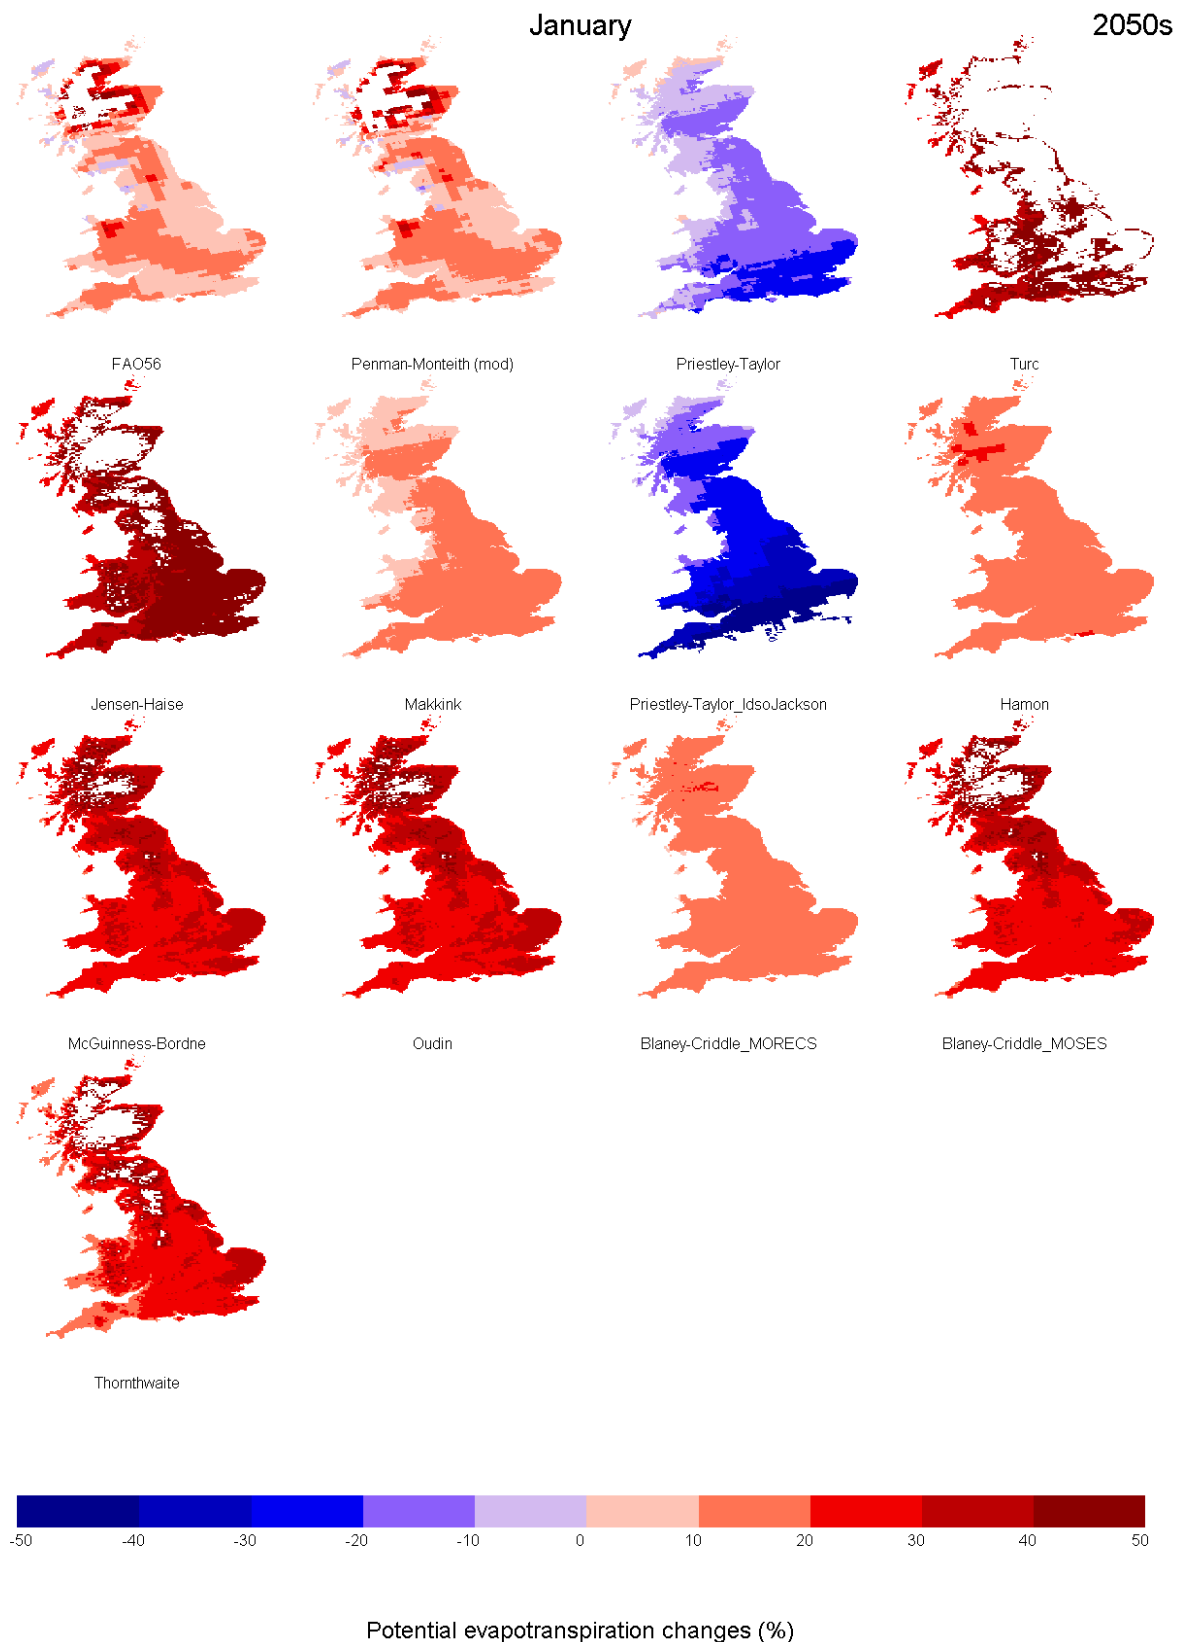 January
2050s
FAO56
Penman-Monteith (mod)
Priestley-Taylor
Turc
Jensen-Haise
Makkink
Priestley-Taylor_IdsoJackson
Hamon
McGuinness-Bordne
Oudin
Blaney-Criddle_MORECS
Blaney-Criddle_MOSES
Thornthwaite
-50 -40 -30 -20 -10 0 10 20 30 40 50
Potential evapotranspiration changes (%)